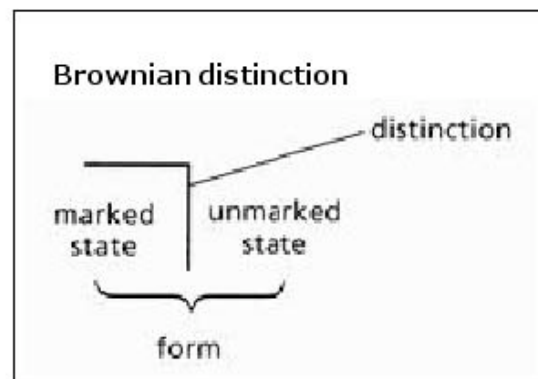 Brownian distinction
distinction
marked
state
unmarked
state
form